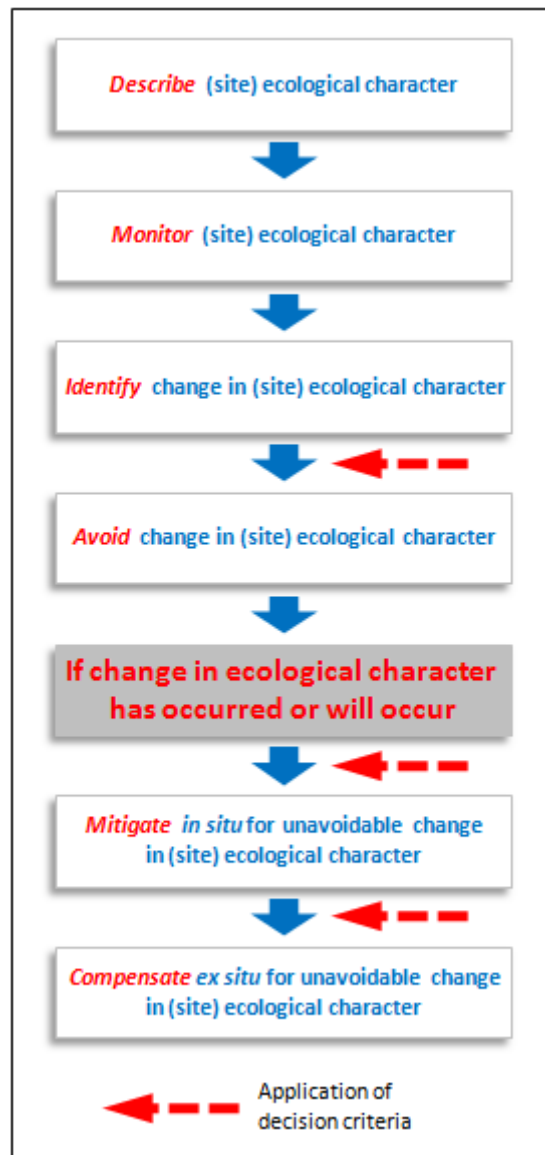 Describe (site) ecological character
Monitor (site) ecological character
Identify change in (site) ecological character
Avoid change in (site) ecological character
If change in ecological character
has occurred or will occur
Mitigate in situ for unavoidable change
in (site) ecological character
Compensate ex situ for unavoidable change
in (site) ecological character
Application of
decision criteria